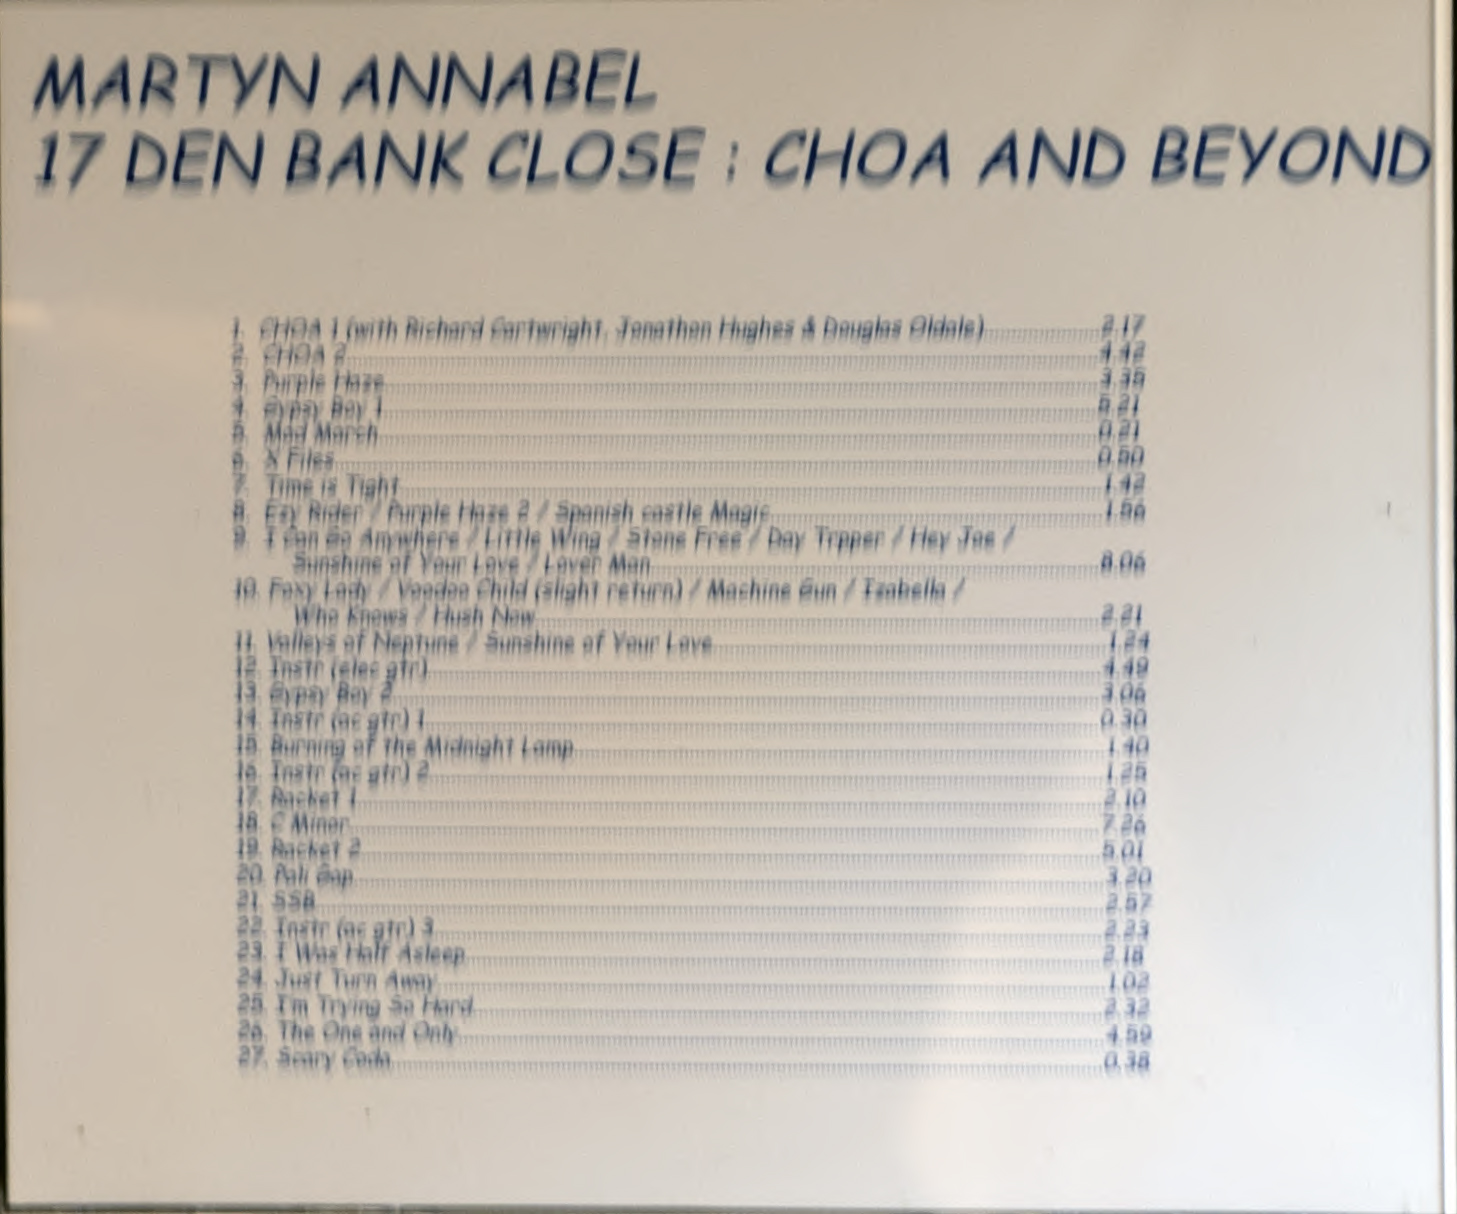 MARTYN ANNABEL
17 DEN BANK CLOSE : CHOA AND BEYOND
1. CHOA 1 (with Richard Cartwright, Jonathon Hughes & Douglas Oldale) 2.17
2. CHOA 2 4.42
3. Purple Haze 3.35
4. Gypsy Boy 1 5.21
5. Mad March 0.21
6. X Files 0.50
7. Time is Tight 1.42
8. Ezy Rider / Purple Haze 2 / Spanish castle Magic 1.56
9. I Can Go Anywhere / Little Wing / Stone Free / Day Trpper / Hey Joe /
Sunshine of Your Love / Lover Man 8.06
10. Foxy Lady / Voodoo Child (slight return) / Machine Gun / Izabella /
Who Knows / Hush Now 2.21
11. Valleys of Neptune / Sunshine of Your Love 1.24
12. Instr (elec gtr) 4.49
13. Gypsy Boy 2 3.06
14. Instr (ac gtr) 1 0.30
15. Burning of the Midnight Lamp 1.40
16. Instr (ac gtr) 2 1.25
17. Racket 1 2.10
18. C Minor 7.26
19. Racket 2 5.01
20. Pali Gap 3.20
21. SSB 2.57
22. Instr (ac gtr) 3 2.23
23. I Was Half Asleep 2.18
24. Just Turn Away 1.02
25. I'm Trying So Hard 2.32
26. The One and Only 4.59
27. Scary Coda 0.38